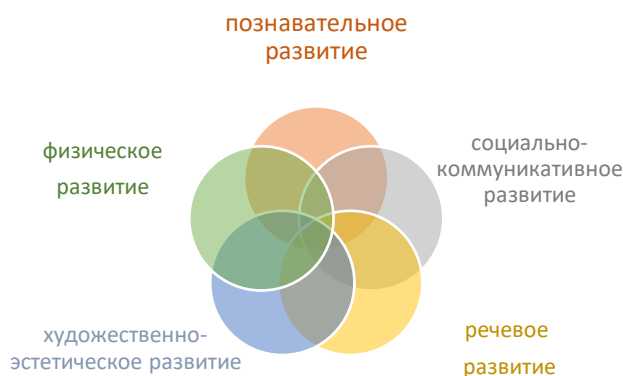 познавательное
развитие
физическое
развитие
социально-
коммуникативное
развитие
художественно-
эстетическое развитие
речевое
развитие